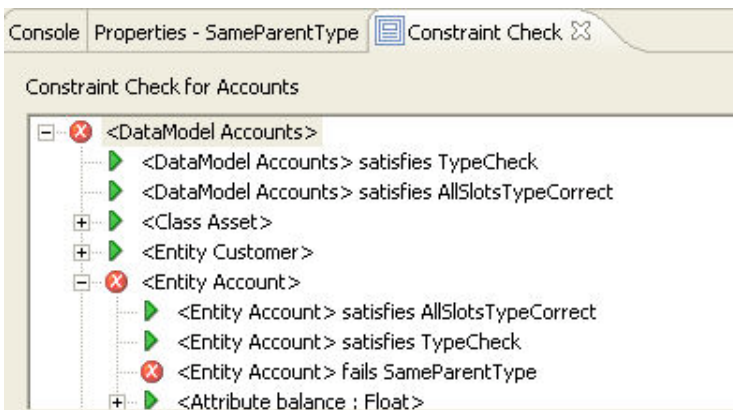 Console Properties - SameParentType Constraint Check
Constraint Check for Accounts
<DataModel Accounts>
<DataModel Accounts> satisfies TypeCheck
<DataModel Accounts> satisfies AllSlotsTypeCorrect
<Class Asset>
<Entity Customer>
<Entity Account>
<Entity Account> satisfies AllSlotsTypeCorrect
<Entity Account> satisfies TypeCheck
<Entity Account> fails SameParentType
<Attribute balance : Float>